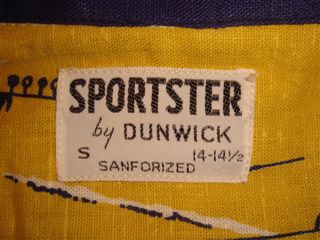 SPORTSTER
by DUNWICK
S 14-14½
SANFORIZED